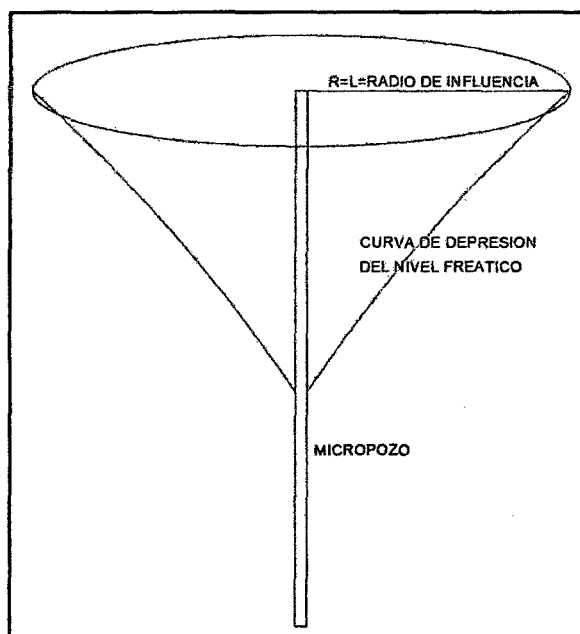 R=L=RADIO DE INFLUENCIA
CURVA DE DEPRESION
DEL NIVEL FREATICO
MICROPOZO